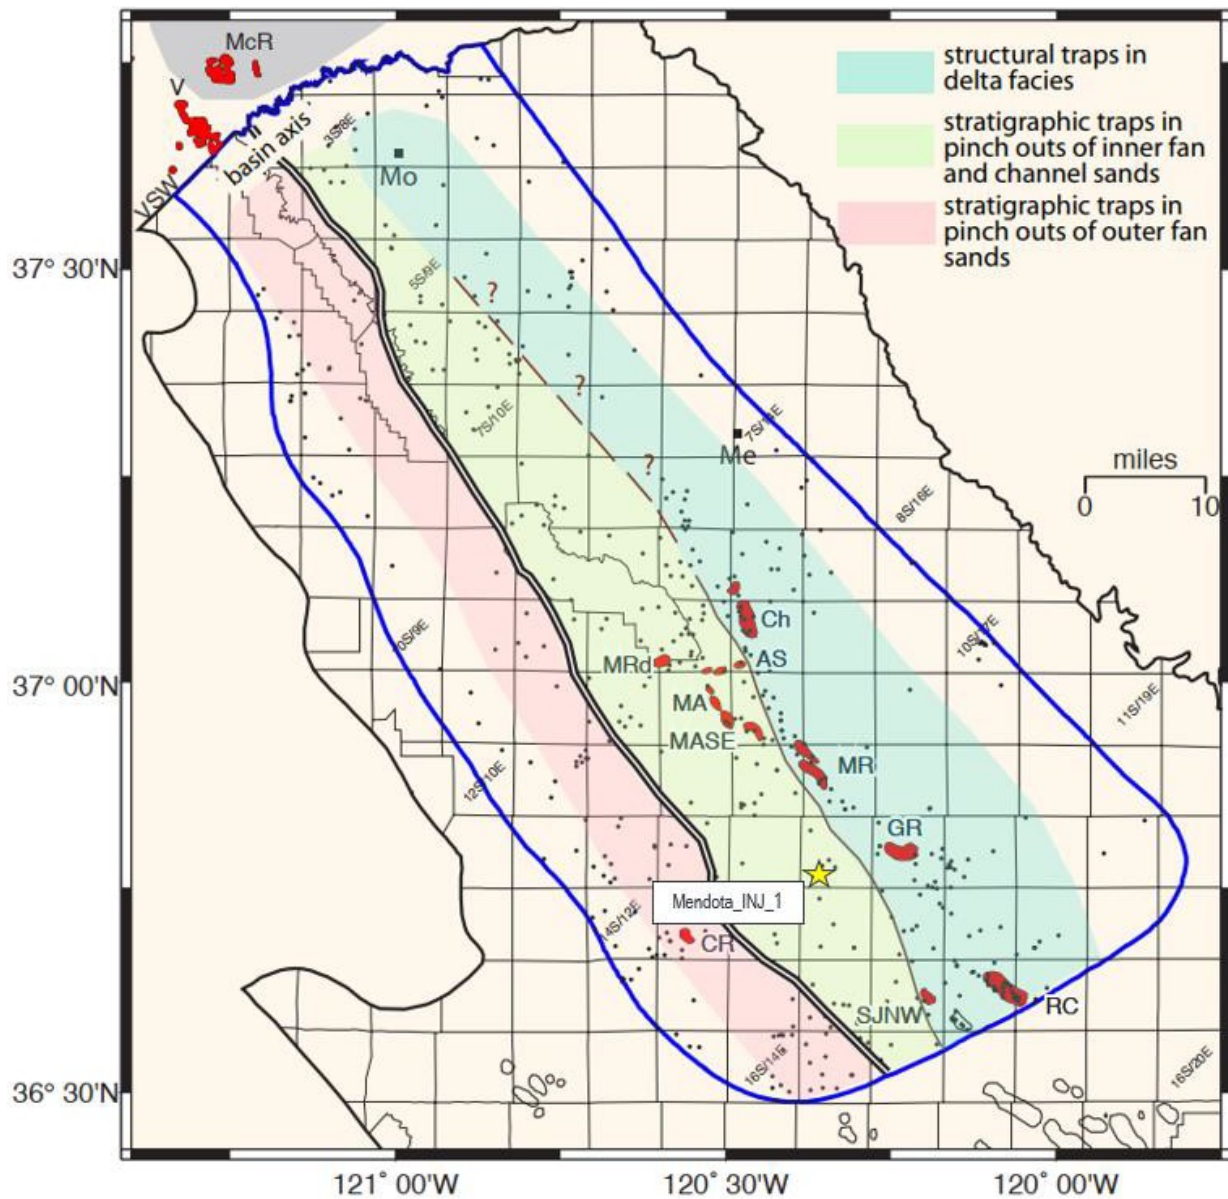 McR
V
VSW
basin axis
structural traps in
delta facies
stratigraphic traps in
pinch outs of inner fan
and channel sands
stratigraphic traps in
pinch outs of outer fan
sands
3S/8E
Mo
37° 30'N
5S/9E
?
?
7S/10E
7S/13E
Me
?
miles
0 10
8S/16E
Ch
10S/9E
10S/17E
MRd
AS
37° 00'N
MA
11S/19E
MASE
MR
12S/10E
GR
Mendota_INJ_1
14S/12E
CR
SJNW
RC
16S/14E
16S/20E
36° 30'N
121° 00'W
120° 30'W
120° 00'W